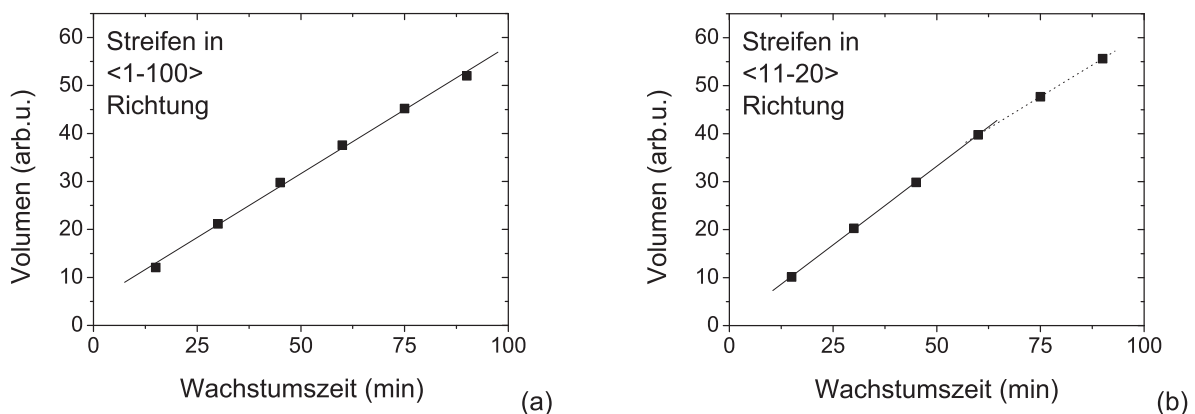 60
50
40
30
20
10
0
0
25
50
75
100
Volumen (arb.u.)
Wachstumszeit (min)
Streifen in
<1-100>
Richtung
(a)
60
50
40
30
20
10
0
0
25
50
75
100
Volumen (arb.u.)
Wachstumszeit (min)
Streifen in
<11-20>
Richtung
(b)